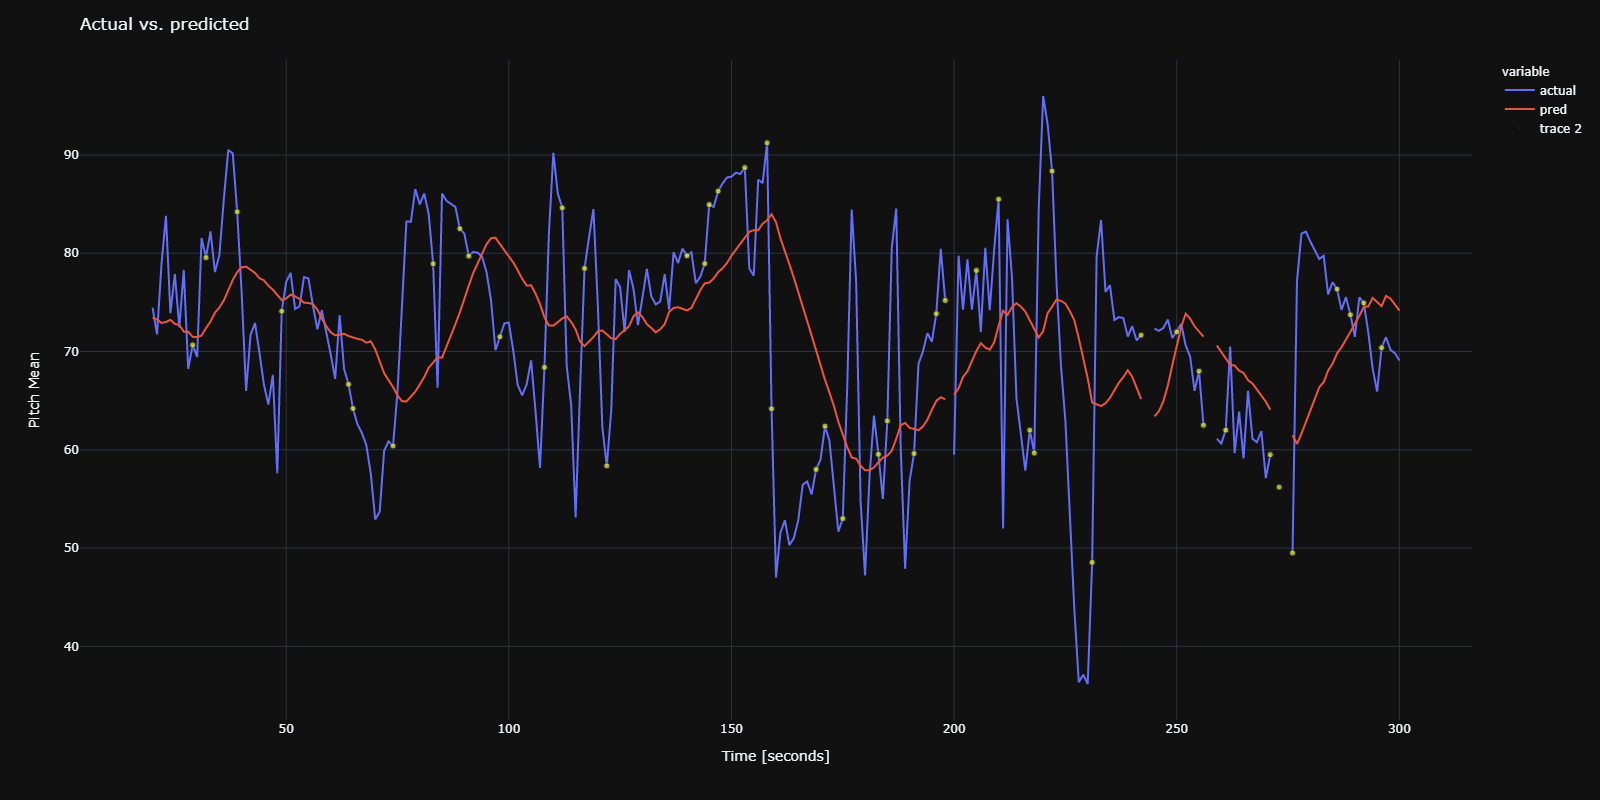 Actual vs. predicted
variable
actual
pred
trace 2
90
80
70
60
50
40
Pitch Mean
50
100
150
200
250
300
Time [seconds]